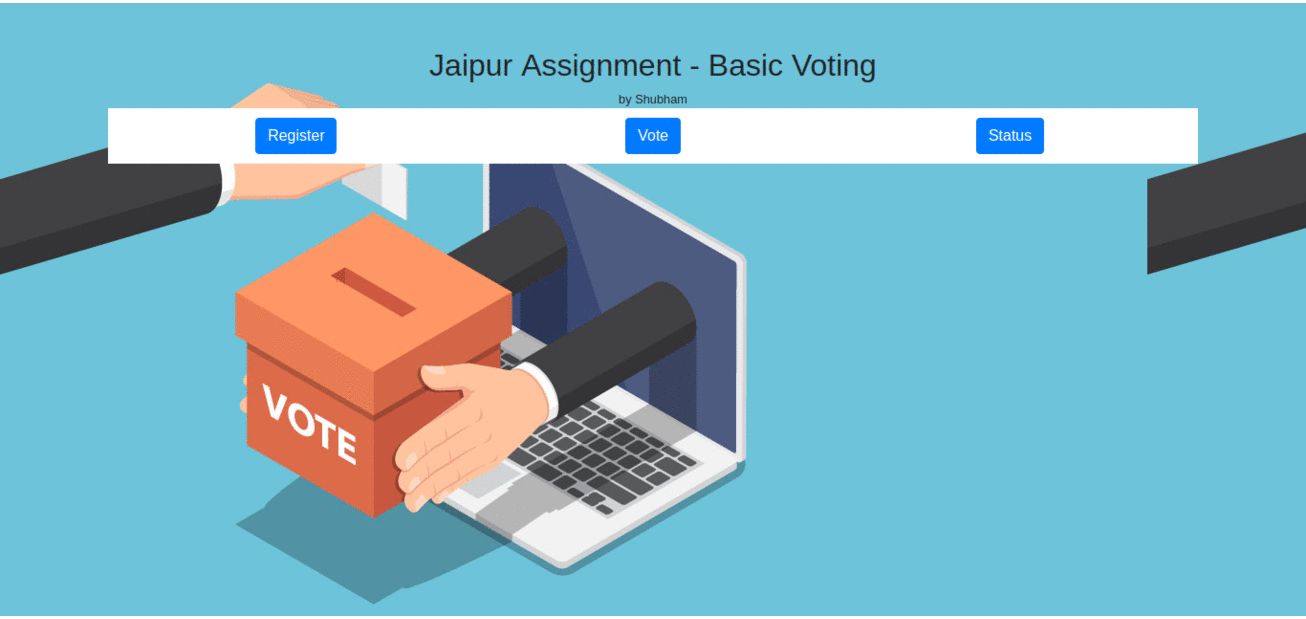 Jaipur Assignment - Basic Voting
by Shubham
Register Vote Status
VOTE